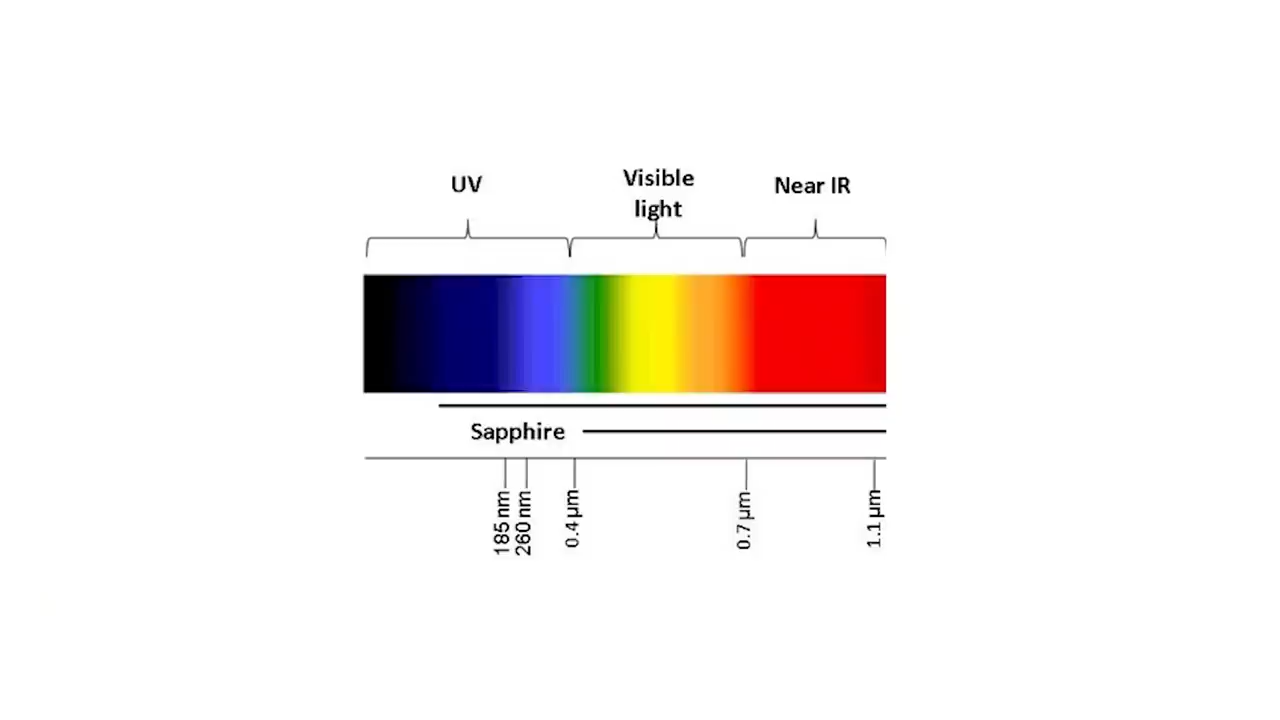 UV
Visible
light
Near IR
Sapphire
185 nm
260 nm
0.4 μm
0.7 μm
1.1 μm